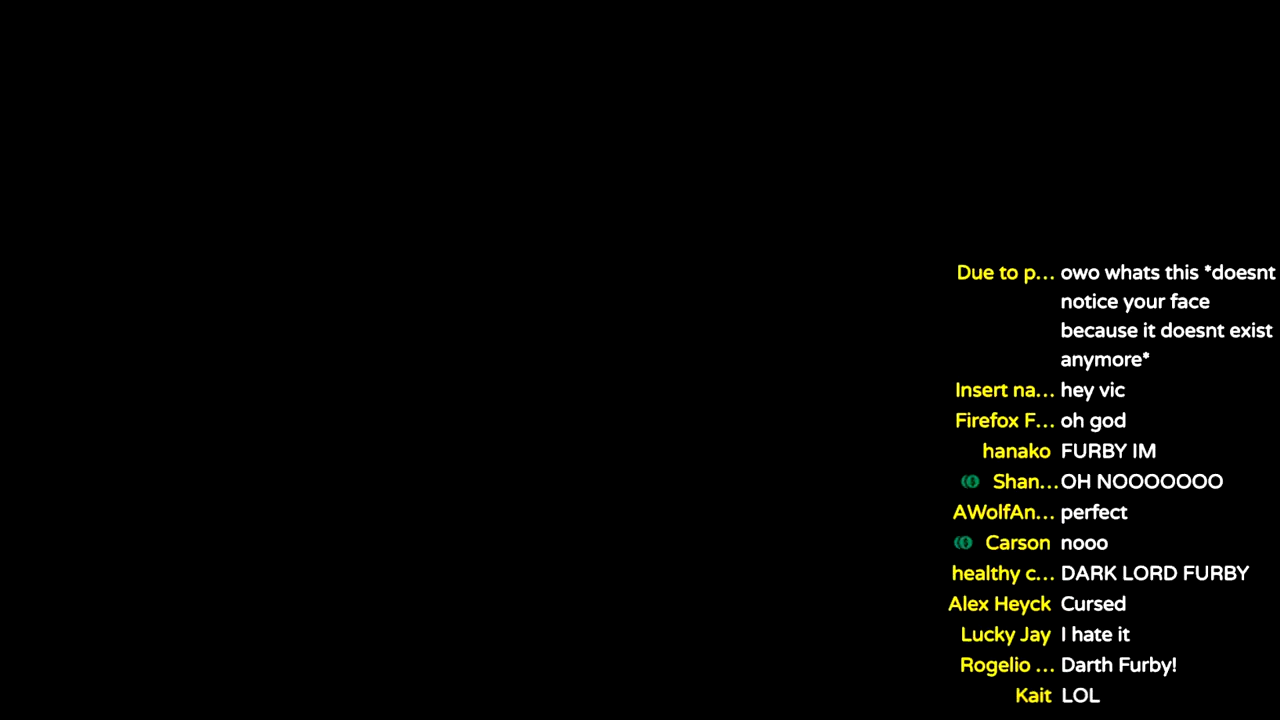 Due to p... owo whats this *doesnt
notice your face
because it doesnt exist
anymore*
Insert na... hey vic
Firefox F... oh god
hanako FURBY IM
Shan... OH NOOOOOOO
AWolfAn... perfect
Carson nooo
healthy c... DARK LORD FURBY
Alex Heyck Cursed
Lucky Jay I hate it
Rogelio ... Darth Furby!
Kait LOL